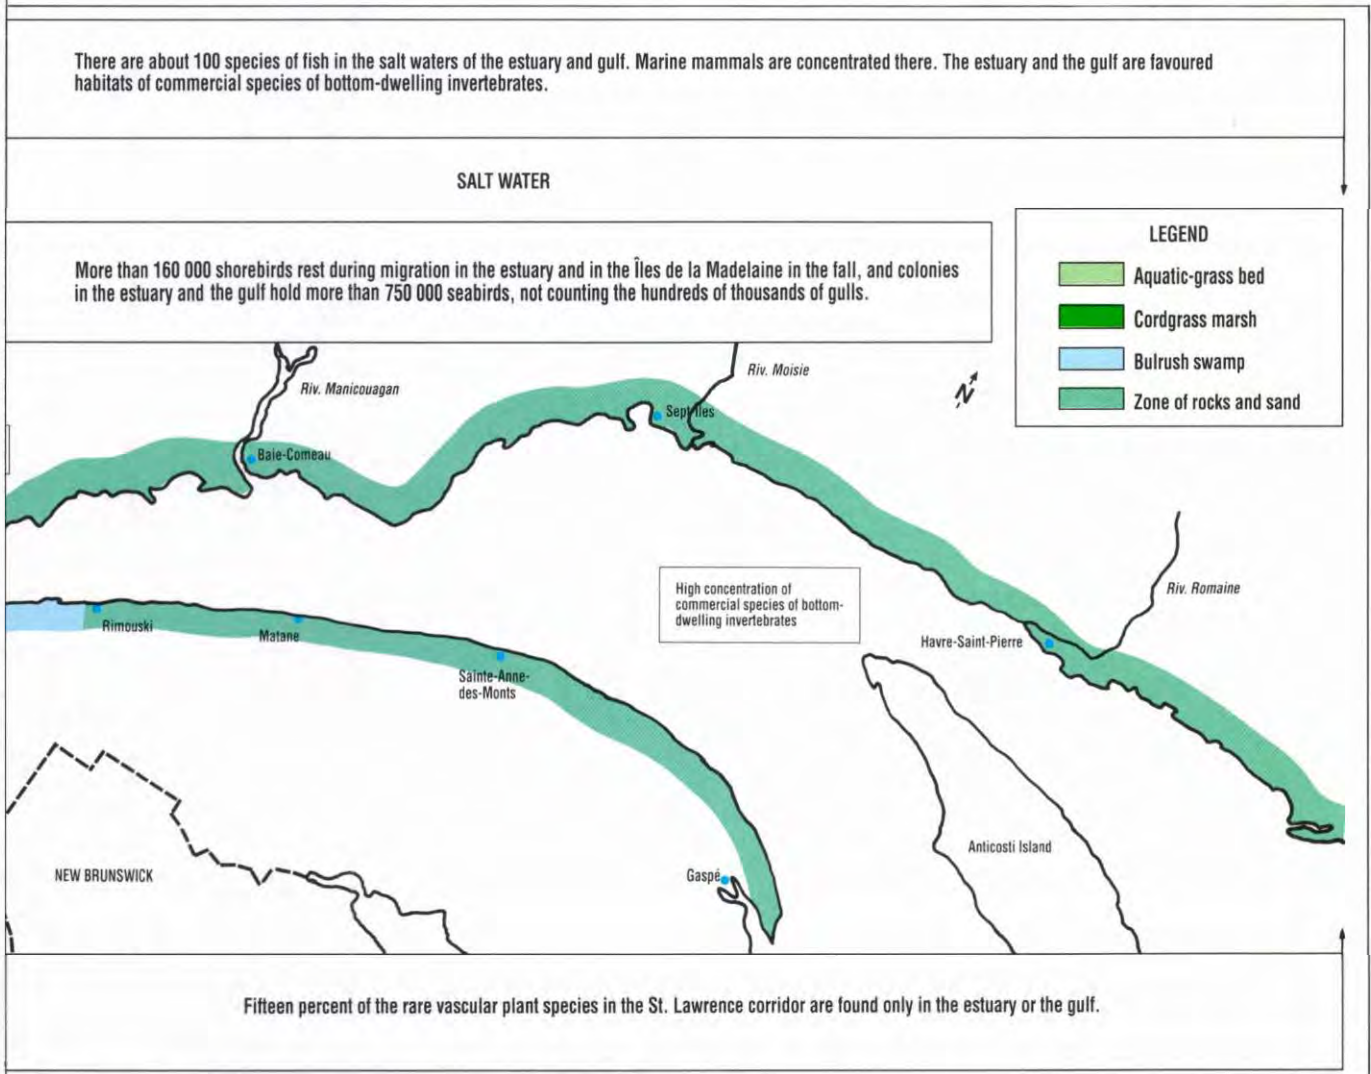 There are about 100 species of fish in the salt waters of the estuary and gulf. Marine mammals are concentrated there. The estuary and the gulf are favoured
habitats of commercial species of bottom-dwelling invertebrates.
SALT WATER
More than 160 000 shorebirds rest during migration in the estuary and in the Îles de la Madelaine in the fall, and colonies
in the estuary and the gulf hold more than 750 000 seabirds, not counting the hundreds of thousands of gulls.
LEGEND
Aquatic-grass bed
Cordgrass marsh
Bulrush swamp
Zone of rocks and sand
Riv. Manicouagan
Riv. Moisie
N
Sept-Iles
Baie-Comeau
Riv. Romaine
High concentration of
commercial species of bottom-
dwelling invertebrates
Rimouski
Matane
Havre-Saint-Pierre
Sainte-Anne-
des-Monts
Anticosti Island
NEW BRUNSWICK
Gaspé
Fifteen percent of the rare vascular plant species in the St. Lawrence corridor are found only in the estuary or the gulf.